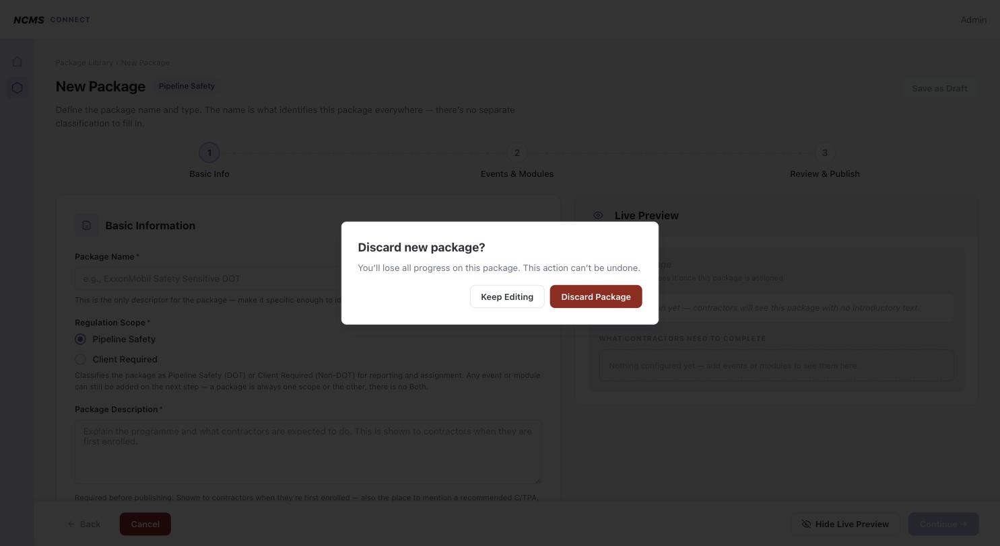 NCMS CONNECT
Admin
Package Library › New Package
New Package
Pipeline Safety
Save as Draft
Define the package name and type. The name is what identifies this package everywhere — there's no separate
classification to fill in.
1
2
3
Basic Info
Events & Modules
Review & Publish
Basic Information
Package Name *
e.g., ExxonMobil Safety Sensitive DOT
This is the only descriptor for the package — make it specific enough to
Regulation Scope *
Pipeline Safety
Client Required
Classifies the package as Pipeline Safety (DOT) or Client Required (Non-DOT) for reporting and assignment. Any event or module
can still be added on the next step — a package is always one scope or the other, there is no Both.
Package Description *
Explain the programme and what contractors are expected to do. This is shown to contractors when they are
first enrolled.
Required before publishing. Shown to contractors when they're first enrolled — also the place to mention a recommended C/TPA,
Live Preview
it once this package is assigned
yet — contractors will see this package with no introductory text.
WHAT CONTRACTORS NEED TO COMPLETE
Nothing configured yet — add events or modules to see them here
Discard new package?
You'll lose all progress on this package. This action can't be undone.
Keep Editing
Discard Package
← Back
Cancel
Hide Live Preview
Continue →